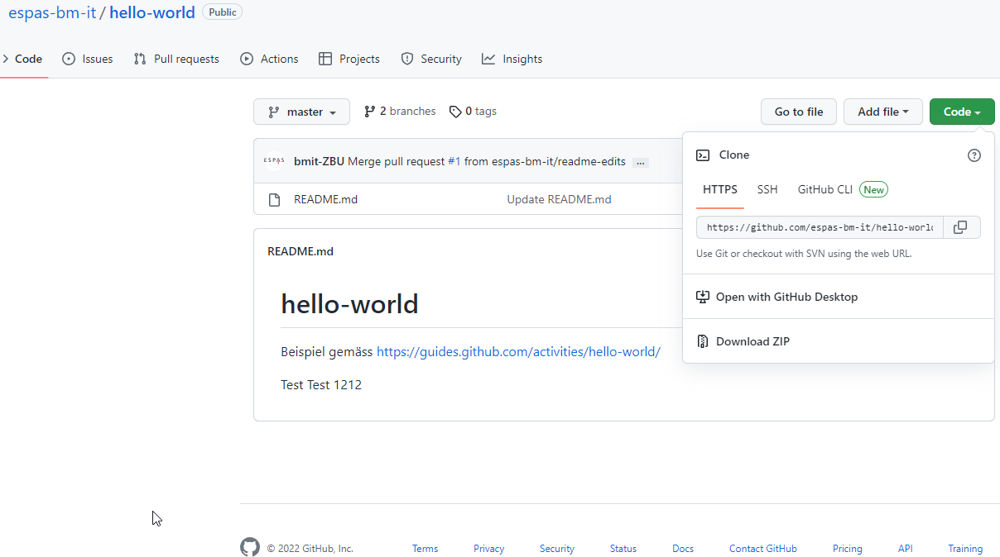 espas-bm-it / hello-world Public
Code Issues Pull requests Actions Projects Security Insights
master 2 branches 0 tags Go to file Add file Code
ESPAS bmit-ZBU Merge pull request #1 from espas-bm-it/readme-edits ...
README.md Update README.md
Clone
HTTPS SSH GitHub CLI New
https://github.com/espas-bm-it/hello-world
Use Git or checkout with SVN using the web URL.
Open with GitHub Desktop
Download ZIP
README.md
hello-world
Beispiel gemäss https://guides.github.com/activities/hello-world/
Test Test 1212
© 2022 GitHub, Inc. Terms Privacy Security Status Docs Contact GitHub Pricing API Training